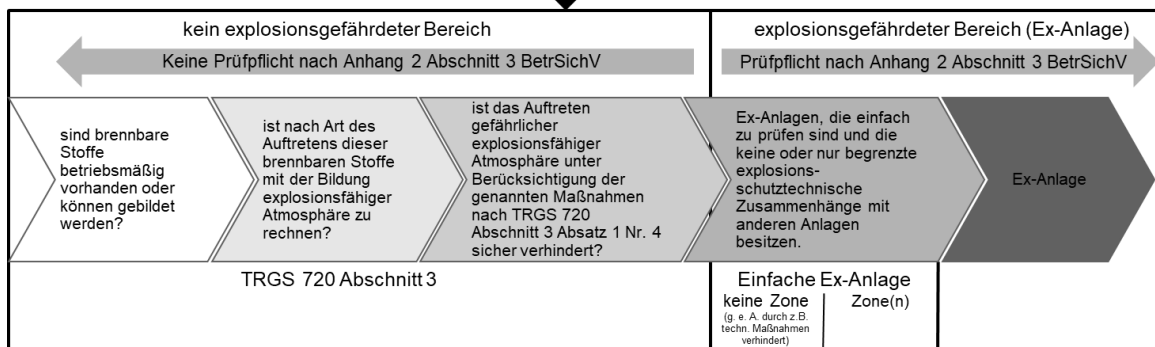 kein explosionsgefährdeter Bereich
explosionsgefährdeter Bereich (Ex-Anlage)
Keine Prüfpflicht nach Anhang 2 Abschnitt 3 BetrSichV
Prüfpflicht nach Anhang 2 Abschnitt 3 BetrSichV
sind brennbare
Stoffe
betriebsmäßig
vorhanden oder
können gebildet
werden?
ist nach Art des
Auftretens dieser
brennbaren Stoffe
mit der Bildung
explosionsfähiger
Atmosphäre zu
rechnen?
ist das Auftreten
gefährlicher
explosionsfähiger
Atmosphäre unter
Berücksichtigung der
genannten Maßnahmen
nach TRGS 720
Abschnitt 3 Absatz 1 Nr. 4
sicher verhindert?
Ex-Anlagen, die einfach
zu prüfen sind und die
keine oder nur begrenzte
explosions-
schutztechnische
Zusammenhänge mit
anderen Anlagen
besitzen.
Ex-Anlage
TRGS 720 Abschnitt 3
Einfache Ex-Anlage
keine Zone
(g. e. A. durch z.B.
techn. Maßnahmen
verhindert)
Zone(n)